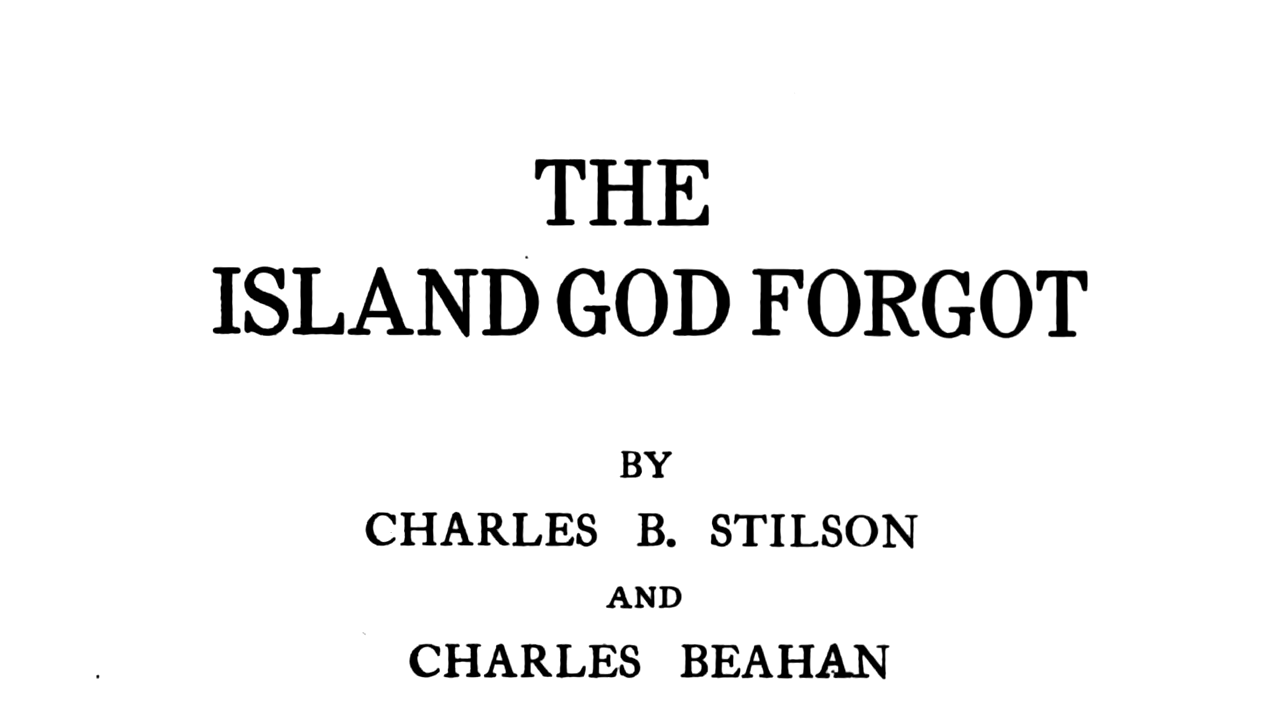 THE
ISLAND GOD FORGOT
BY
CHARLES B. STILSON
AND
CHARLES BEAHAN